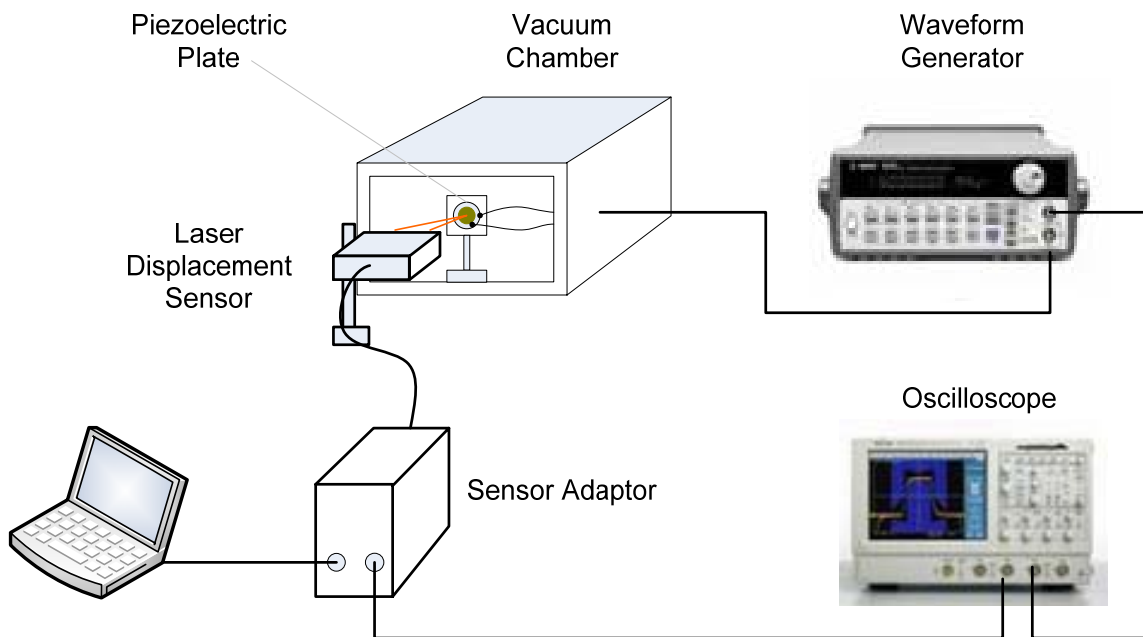 Piezoelectric
Plate
Vacuum
Chamber
Waveform
Generator
Laser
Displacement
Sensor
Oscilloscope
Sensor Adaptor